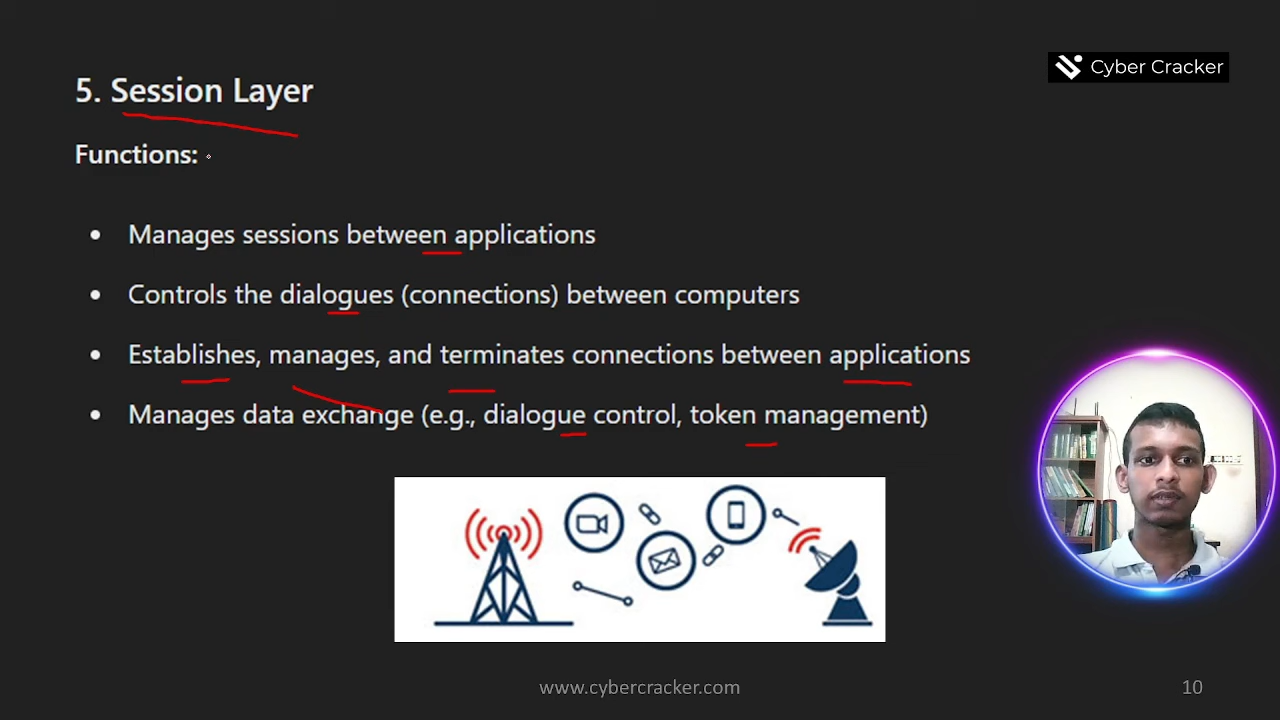 Cyber Cracker
5. Session Layer
Functions:
• Manages sessions between applications
• Controls the dialogues (connections) between computers
• Establishes, manages, and terminates connections between applications
• Manages data exchange (e.g., dialogue control, token management)
www.cybercracker.com
10